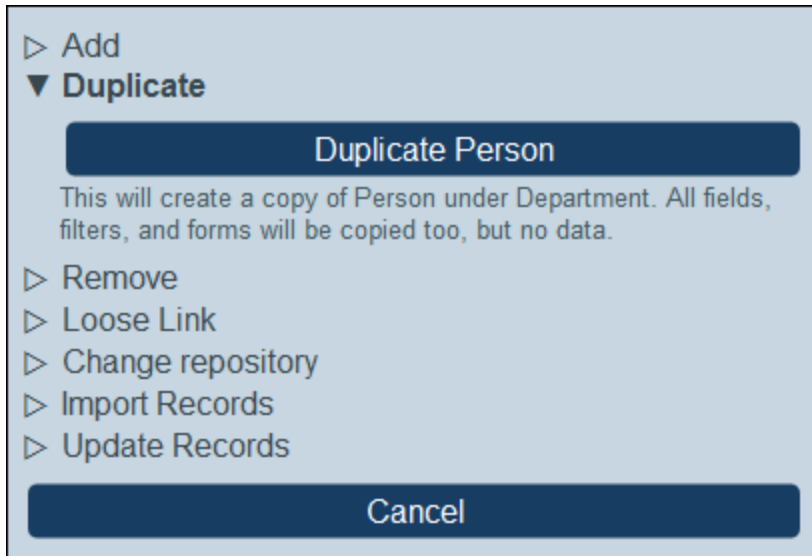 Add
Duplicate
Duplicate Person
This will create a copy of Person under Department. All fields,
filters, and forms will be copied too, but no data.
Remove
Loose Link
Change repository
Import Records
Update Records
Cancel